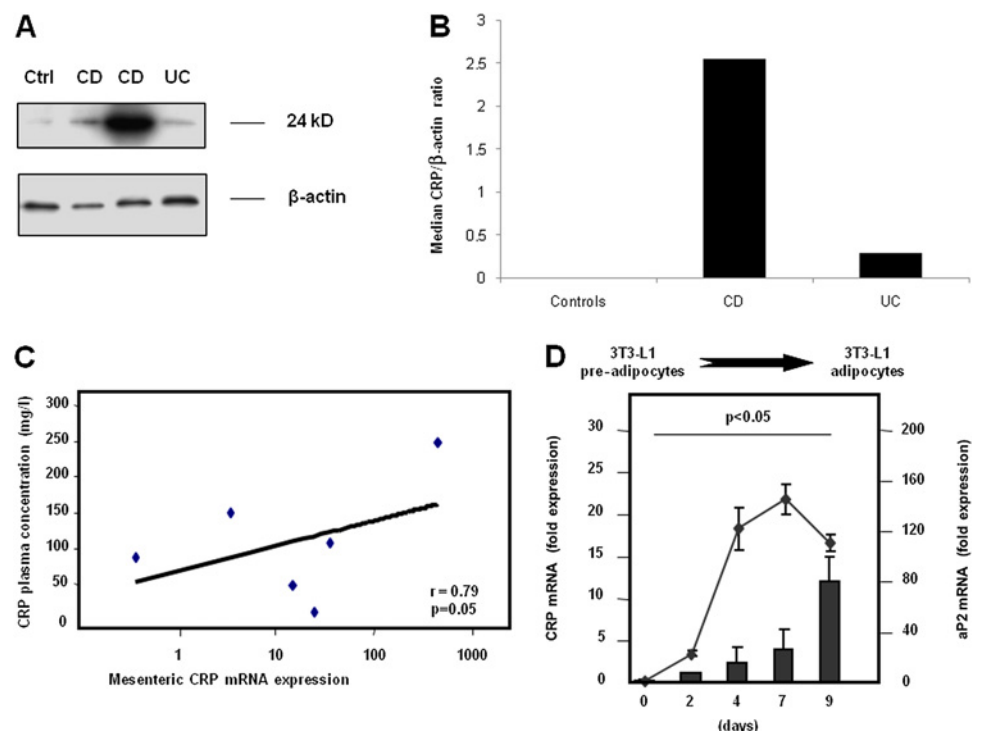 A
Ctrl CD CD UC
24 kD
β-actin
B
Median CRP/β-actin ratio
3
2.5
2
1.5
1
0.5
0
Controls CD UC
C
CRP plasma concentration (mg/l)
300
250
200
150
100
50
0
r = 0.79
p=0.05
1 10 100 1000
Mesenteric CRP mRNA expression
D
3T3-L1
pre-adipocytes
3T3-L1
adipocytes
p<0.05
CRP mRNA (fold expression)
30
25
20
15
10
5
0
aP2 mRNA (fold expression)
200
160
120
80
40
0
0 2 4 7 9
(days)